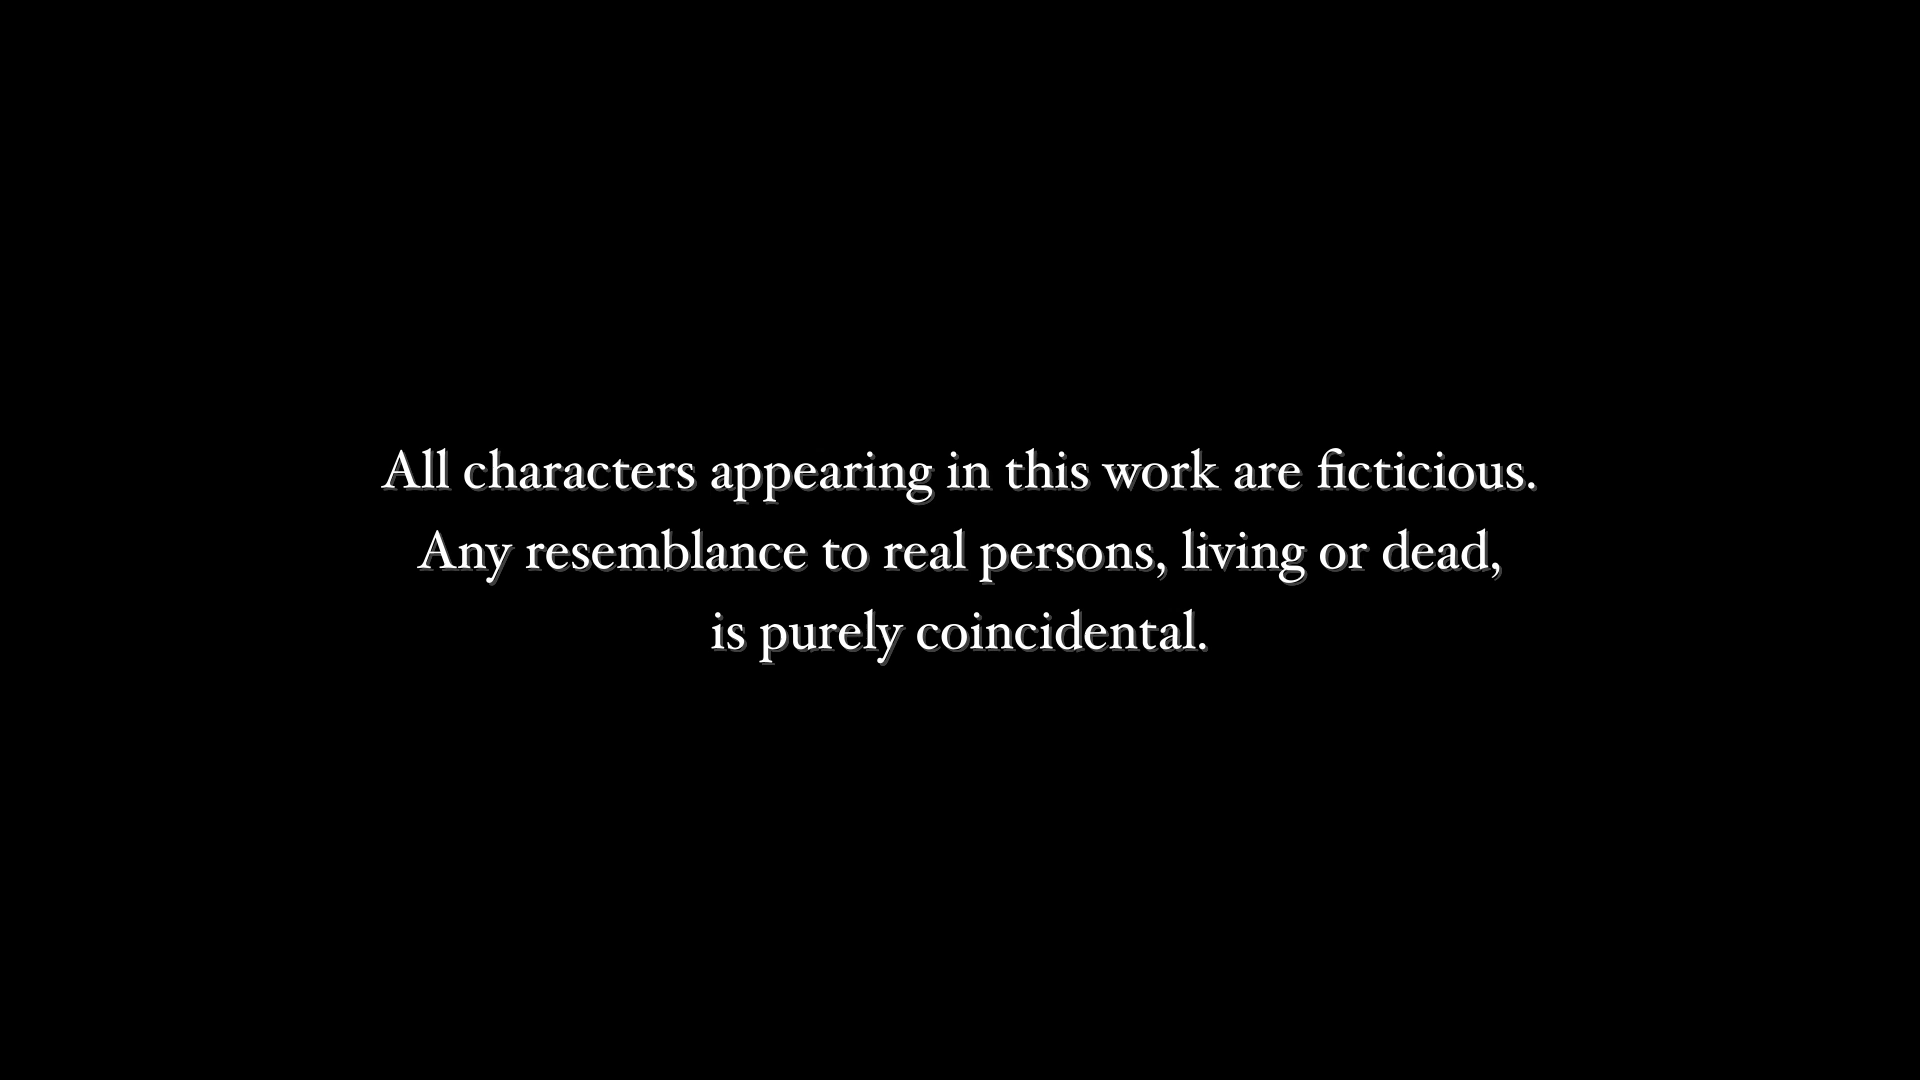 All characters appearing in this work are ficticious.
Any resemblance to real persons, living or dead,
is purely coincidental.